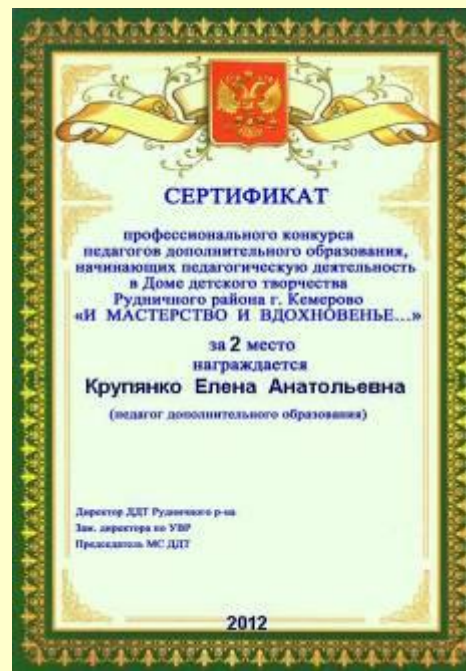 СЕРТИФИКАТ
профессионального конкурса
педагогов дополнительного образования,
начинающих педагогическую деятельность
в Доме детского творчества
Рудничного района г. Кемерово
«И МАСТЕРСТВО И ВДОХНОВЕНЬЕ...»
за 2 место
награждается
Крупянко Елена Анатольевна
(педагог дополнительного образования)
Директор ДДТ Рудничного р-на
Зам. директора по УВР
Председатель МС ДДТ
2012